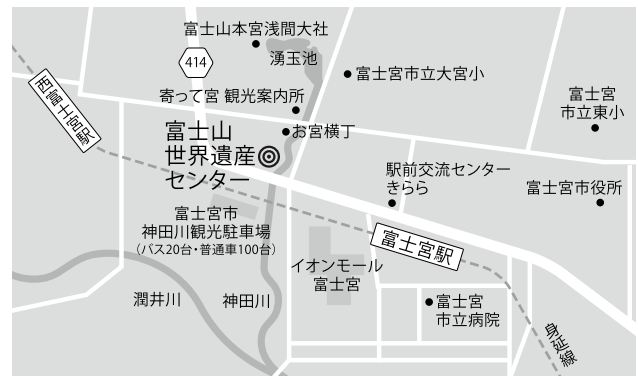 富士山本宮浅間大社
414
湧玉池
富士宮市立大宮小
寄って宮 観光案内所
富士宮
市立東小
お宮横丁
西富士宮駅
富士山
世界遺産
センター
駅前交流センター
きらら
富士宮市役所
富士宮市
神田川観光駐車場
(バス20台・普通車100台)
富士宮駅
イオンモール
富士宮
潤井川
神田川
富士宮
市立病院
身延線